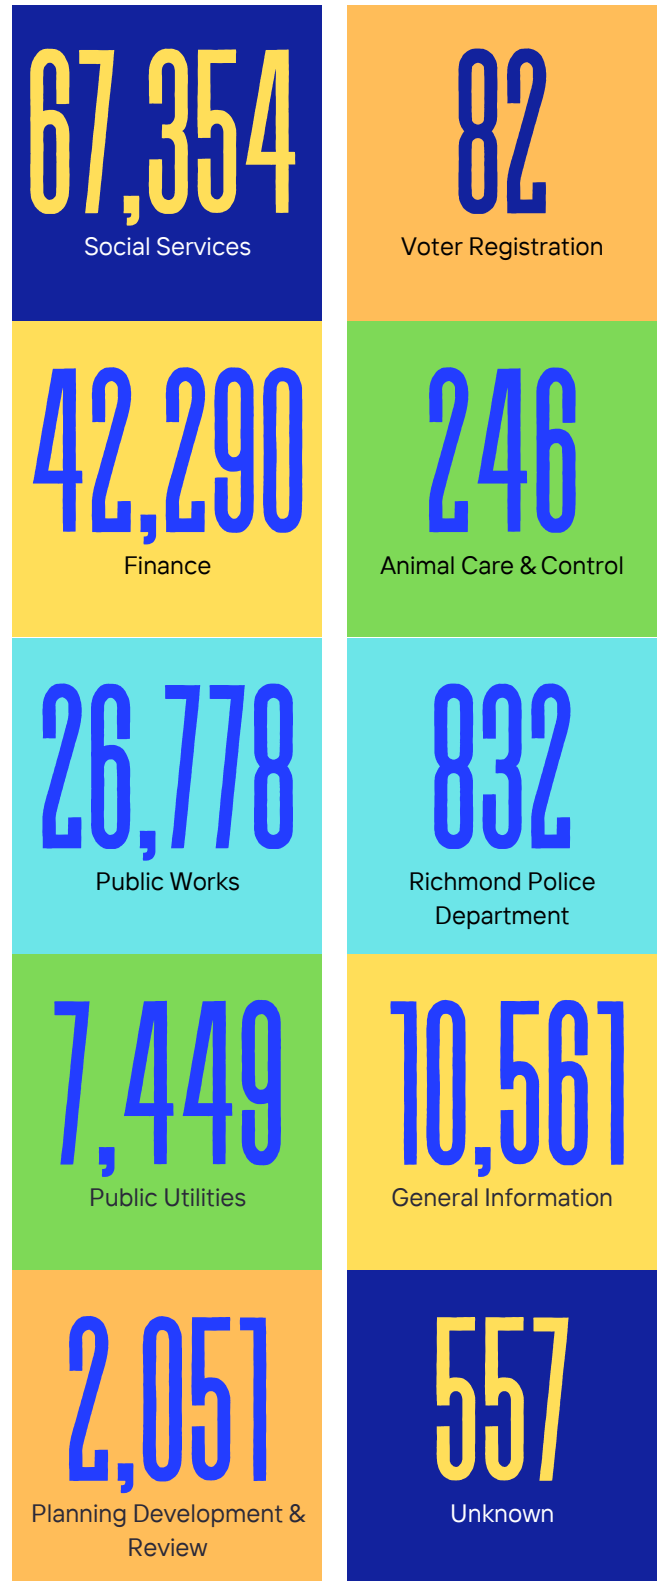 67,354
Social Services
82
Voter Registration
42,290
Finance
246
Animal Care & Control
26,778
Public Works
832
Richmond Police
Department
7,449
Public Utilities
10,561
General Information
2,051
Planning Development &
Review
557
Unknown